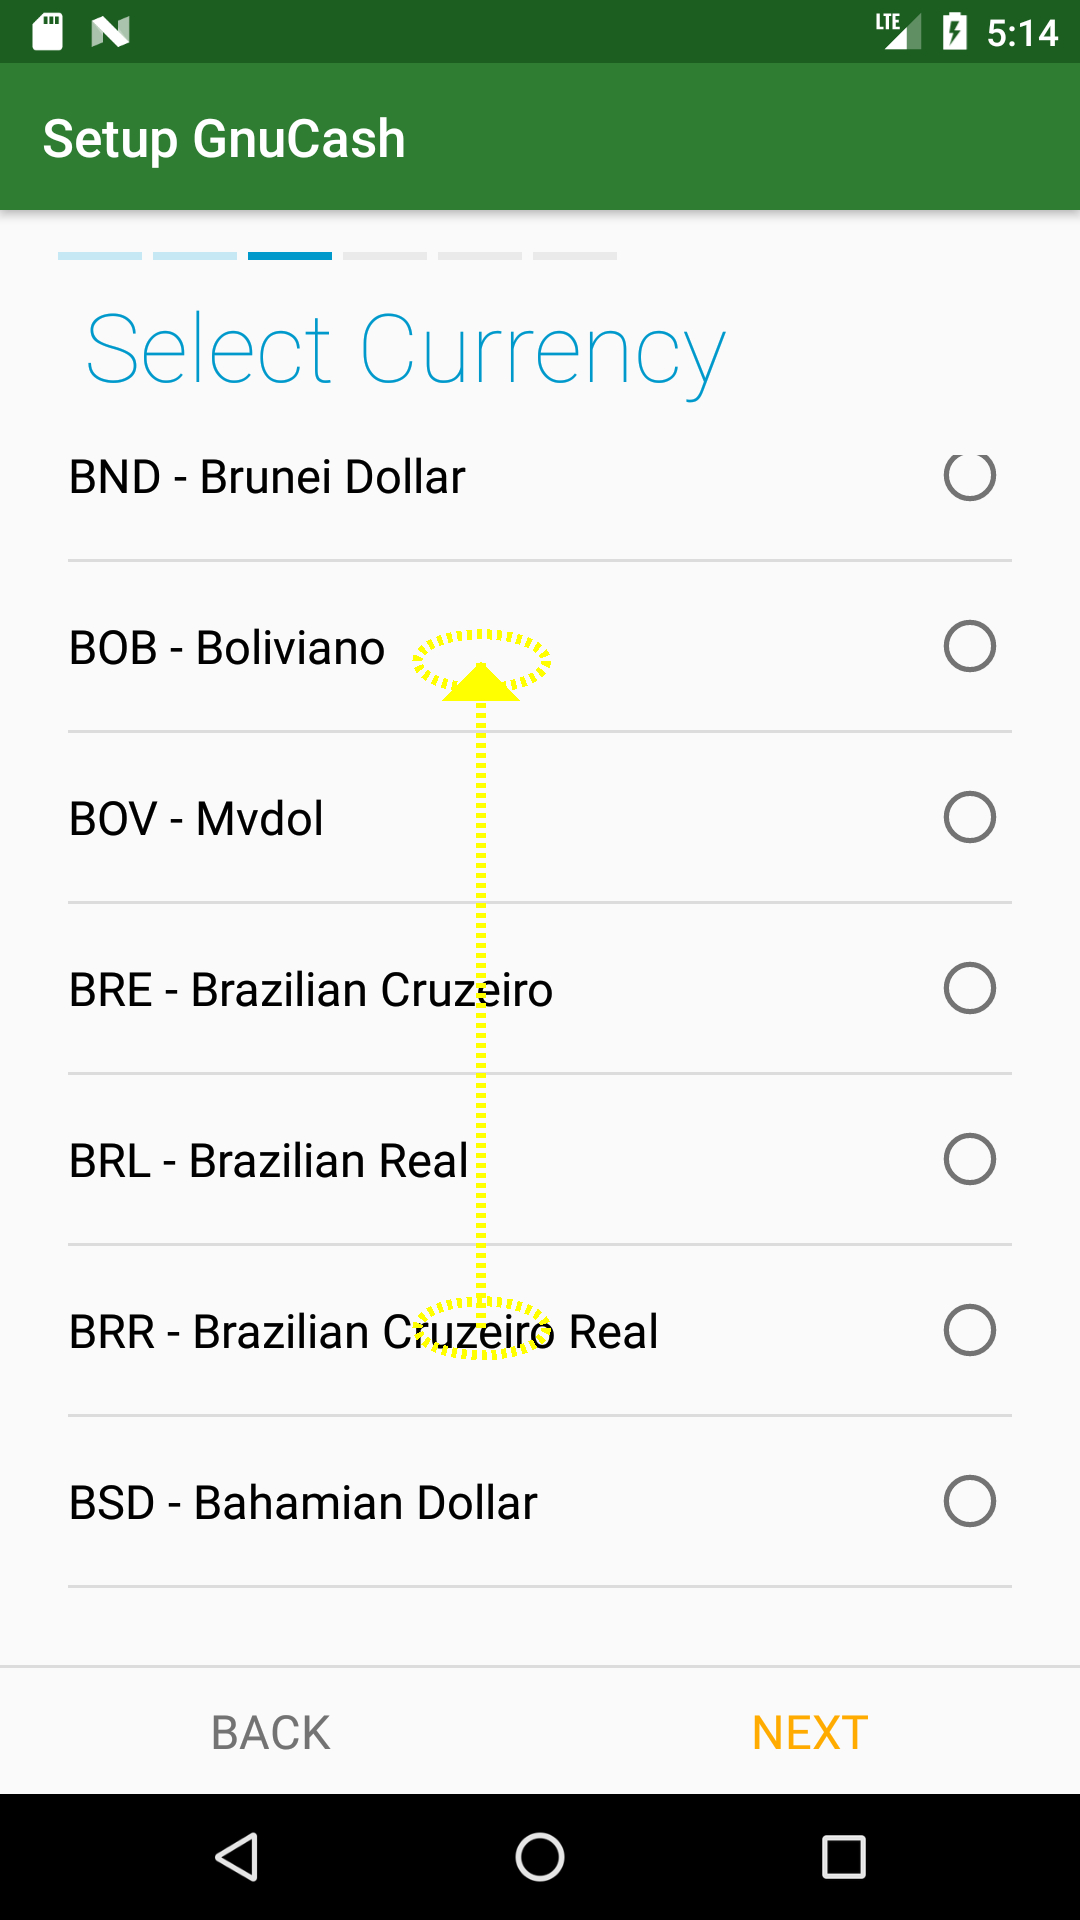 LTE 5:14
Setup GnuCash
Select Currency
BND - Brunei Dollar
BOB - Boliviano
BOV - Mvdol
BRE - Brazilian Cruzeiro
BRL - Brazilian Real
BRR - Brazilian Cruzeiro Real
BSD - Bahamian Dollar
BACK NEXT